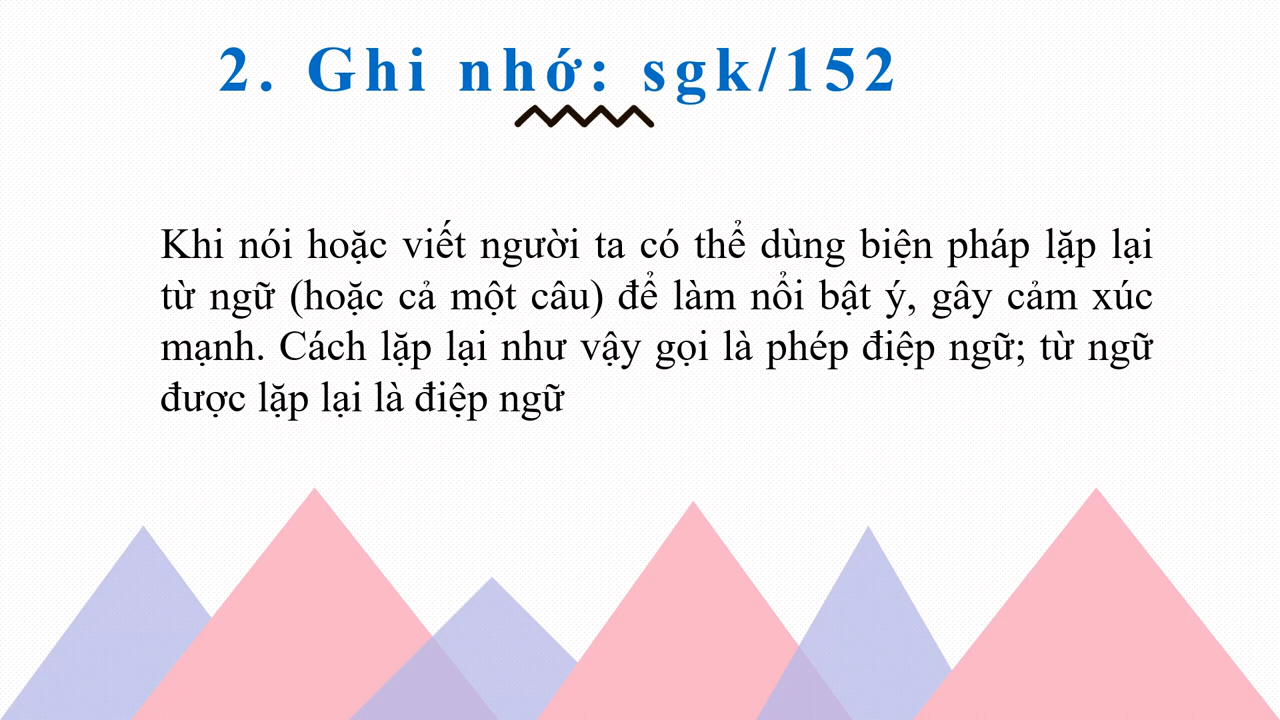 2. Ghi nhớ: sgk/152
Khi nói hoặc viết người ta có thể dùng biện pháp lặp lại
từ ngữ (hoặc cả một câu) để làm nổi bật ý, gây cảm xúc
mạnh. Cách lặp lại như vậy gọi là phép điệp ngữ; từ ngữ
được lặp lại là điệp ngữ